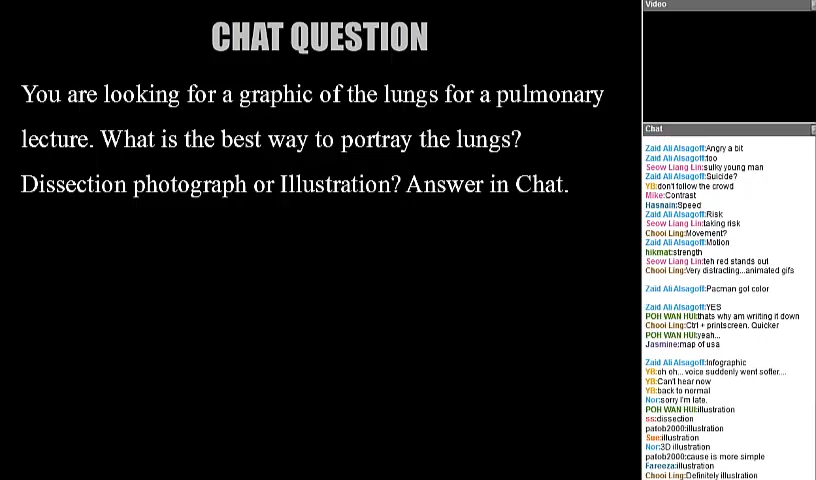 CHAT QUESTION
You are looking for a graphic of the lungs for a pulmonary
lecture. What is the best way to portray the lungs?
Dissection photograph or Illustration? Answer in Chat.
Video
Chat
Zaid Ali Alsagoff:Angry a bit
Zaid Ali Alsagoff:too
Seow Liang Lin:sulky young man
Zaid Ali Alsagoff:Suicide?
YB:don't follow the crowd
Mike:Contrast
Hasnain:Speed
Zaid Ali Alsagoff:Risk
Seow Liang Lin:taking risk
Chooi Ling:Movement?
Zaid Ali Alsagoff:Motion
hikmat:strength
Seow Liang Lin:teh red stands out
Chooi Ling:Very distracting...animated gifs
Zaid Ali Alsagoff:Pacman got color
Zaid Ali Alsagoff:YES
POH WAN HUI:thats why am writing it down
Chooi Ling:Ctrl + printscreen. Quicker
POH WAN HUI:yeah...
Jasmine:map of usa
Zaid Ali Alsagoff:Infographic
YB:oh oh... voice suddenly went softer....
YB:Can't hear now
YB:back to normal
Nor:sorry I'm late,
POH WAN HUI:illustration
ss:dissection
patob2000:illustration
Sue:illustration
Nor:3D illustration
patob2000:cause is more simple
Fareeza:illustration
Chooi Ling:Definitely illustration